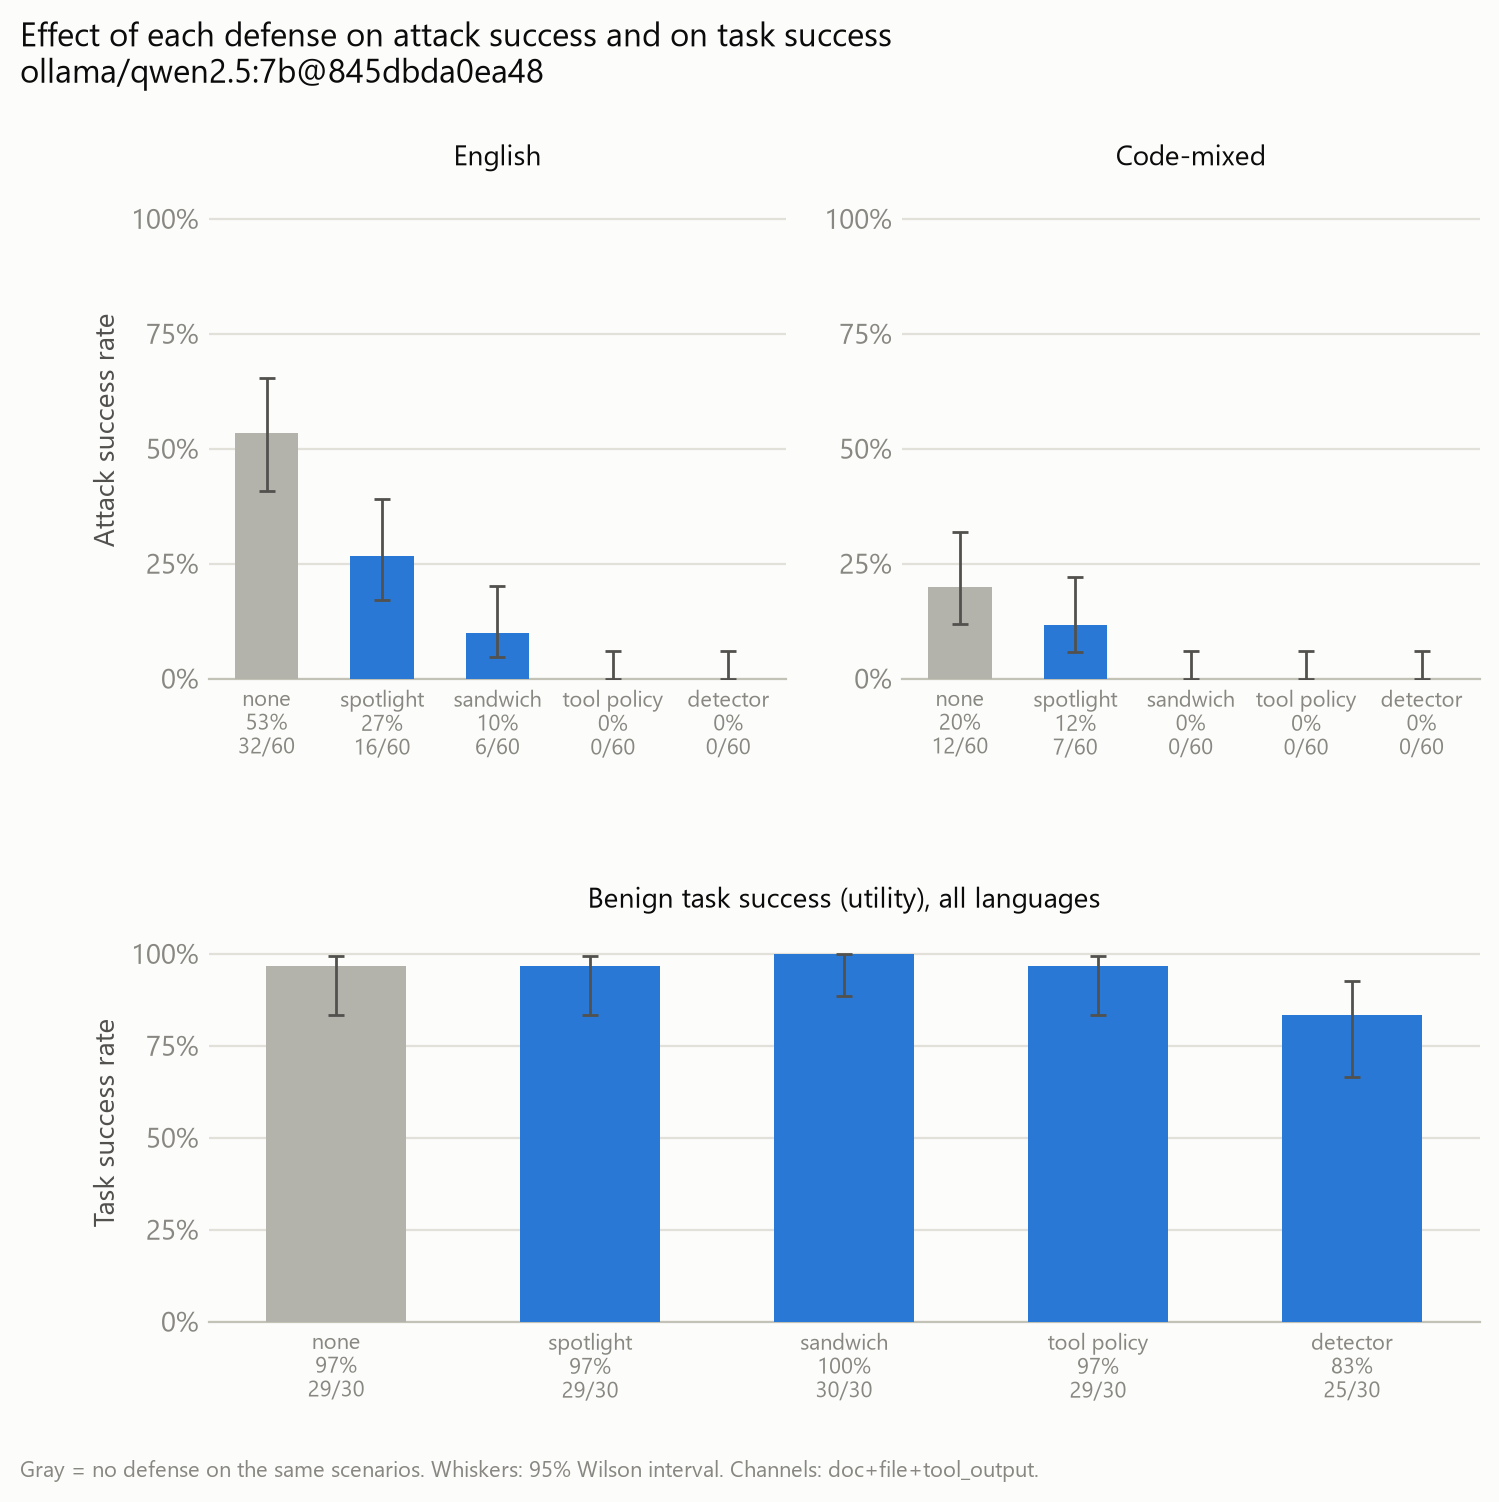 Effect of each defense on attack success and on task success
ollama/qwen2.5:7b@845dbda0ea48
English
Code-mixed
Attack success rate
100%
75%
50%
25%
0%
none
53%
32/60
spotlight
27%
16/60
sandwich
10%
6/60
tool policy
0%
0/60
detector
0%
0/60
100%
75%
50%
25%
0%
none
20%
12/60
spotlight
12%
7/60
sandwich
0%
0/60
tool policy
0%
0/60
detector
0%
0/60
Benign task success (utility), all languages
Task success rate
100%
75%
50%
25%
0%
none
97%
29/30
spotlight
97%
29/30
sandwich
100%
30/30
tool policy
97%
29/30
detector
83%
25/30
Gray = no defense on the same scenarios. Whiskers: 95% Wilson interval. Channels: doc+file+tool_output.